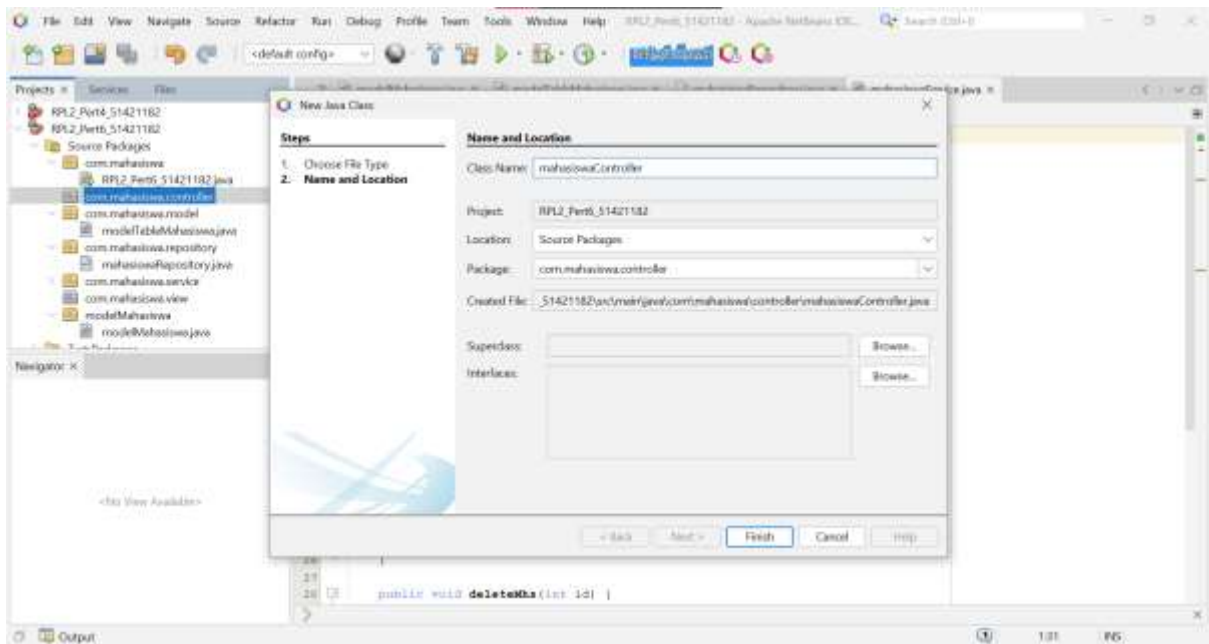 File Edit View Navigate Source Refactor Run Debug Profile Team Tools Window Help
<default config>
Projects Services Files
RPL2_Pert4_51421182
RPL2_Pert6_51421182
Source Packages
com.mahasiswa
RPL2_Pert6_51421182.java
com.mahasiswa.controller
com.mahasiswa.model
modelTableMahasiswa.java
com.mahasiswa.repository
mahasiswaRepository.java
com.mahasiswa.service
com.mahasiswa.view
modelMahasiswa
modelMahasiswa.java
Navigator
<No View Available>
New Java Class
Steps
1. Choose File Type
2. Name and Location
Name and Location
Class Name: mahasiswaController
Project: RPL2_Pert6_51421182
Location: Source Packages
Package: com.mahasiswa.controller
Created File: _51421182\src\main\java\com\mahasiswa\controller\mahasiswaController.java
Superclass:
Browse...
Interfaces:
Browse...
< Back Next > Finish Cancel Help
26 }
27
28 public void deleteMhs(int id) {
Output
1:01 INS